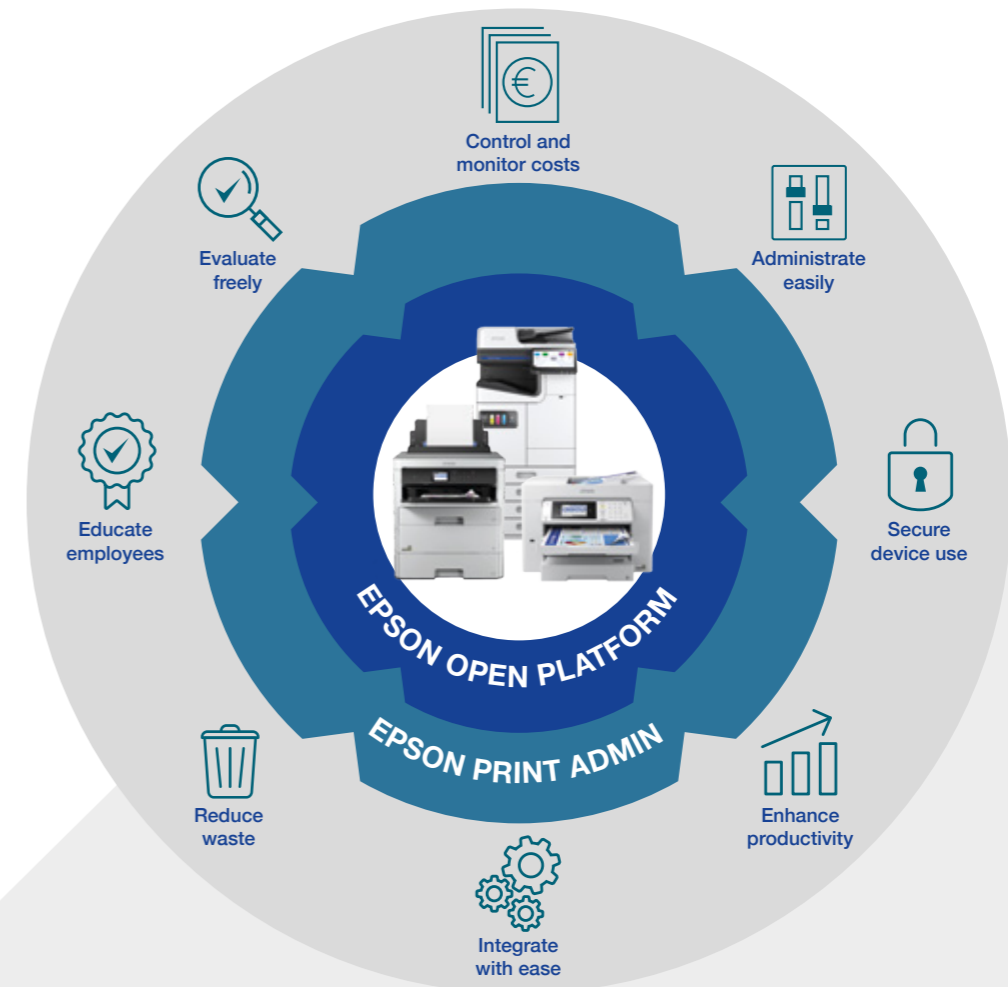 €
Control and
monitor costs
Evaluate
freely
Administrate
easily
Educate
employees
Secure
device use
EPSON OPEN PLATFORM
EPSON PRINT ADMIN
Reduce
waste
Enhance
productivity
Integrate
with ease